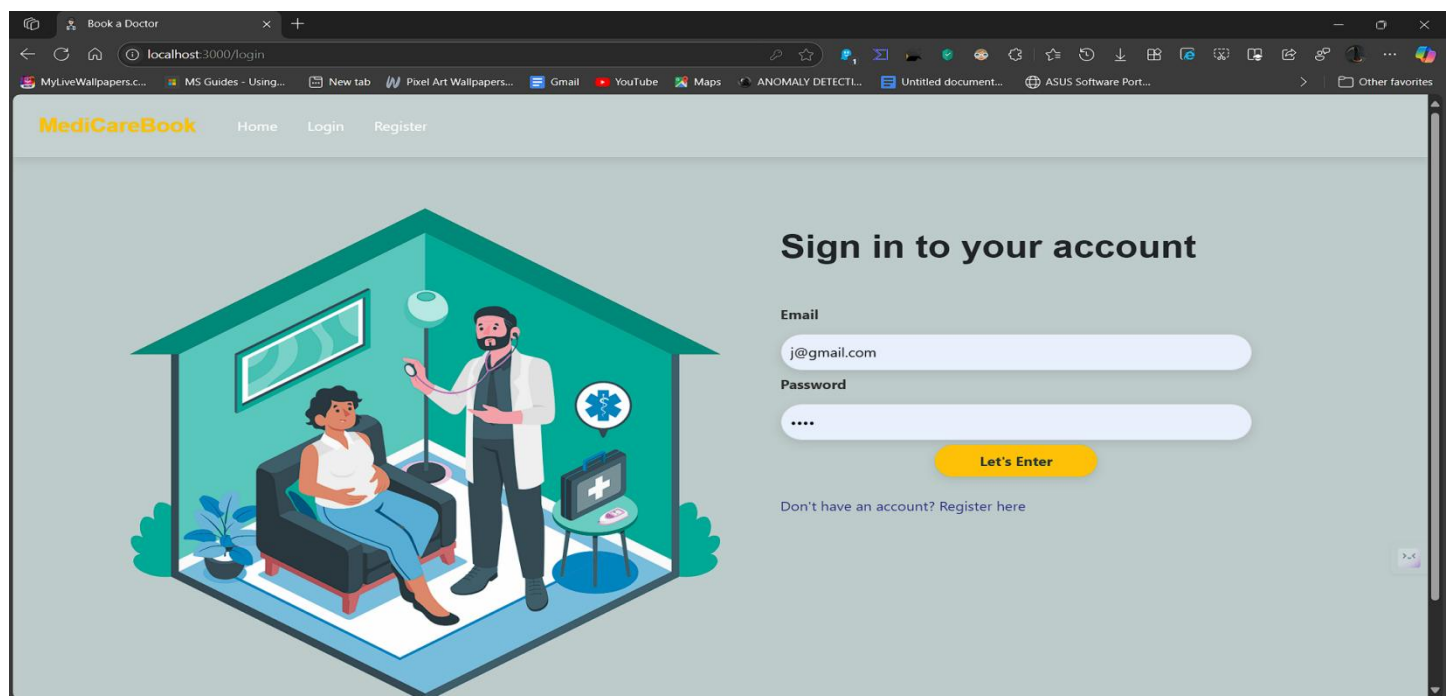 Book a Doctor
localhost:3000/login
MyLiveWallpapers.c... MS Guides - Using... New tab Pixel Art Wallpapers... Gmail YouTube Maps ANOMALY DETECTI... Untitled document... ASUS Software Port... Other favorites
MediCareBook Home Login Register
Sign in to your account
Email
j@gmail.com
Password
••••
Let's Enter
Don't have an account? Register here